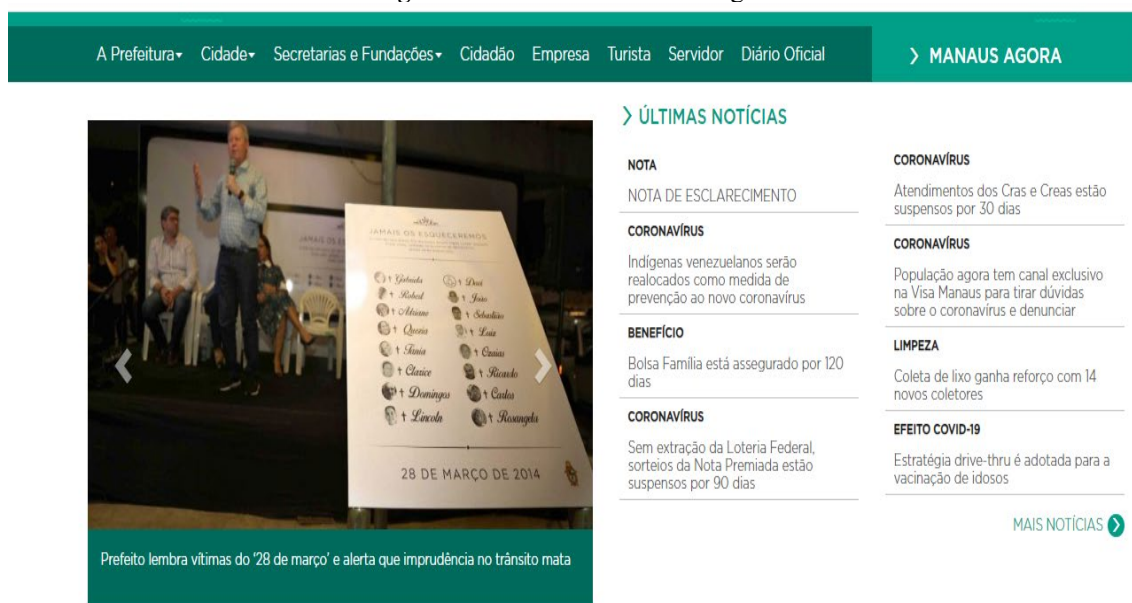 A Prefeitura Cidade Secretarias e Fundações Cidadão Empresa Turista Servidor Diário Oficial
MANAUS AGORA
JAMAIS OS ESQUECEREMOS
† Gabriela † Davi
† Robert † João
† Adriano † Sebastião
† Quezia † Luiz
† Tania † Ozaias
† Clarice † Ricardo
† Domingos † Carlos
† Lincoln † Rosangela
28 DE MARÇO DE 2014
Prefeito lembra vítimas do '28 de março' e alerta que imprudência no trânsito mata
ÚLTIMAS NOTÍCIAS
NOTA
NOTA DE ESCLARECIMENTO
CORONAVÍRUS
Indígenas venezuelanos serão
realocados como medida de
prevenção ao novo coronavírus
BENEFÍCIO
Bolsa Família está assegurado por 120
dias
CORONAVÍRUS
Sem extração da Loteria Federal,
sorteios da Nota Premiada estão
suspensos por 90 dias
CORONAVÍRUS
Atendimentos dos Cras e Creas estão
suspensos por 30 dias
CORONAVÍRUS
População agora tem canal exclusivo
na Visa Manaus para tirar dúvidas
sobre o coronavírus e denunciar
LIMPEZA
Coleta de lixo ganha reforço com 14
novos coletores
EFEITO COVID-19
Estratégia drive-thru é adotada para a
vacinação de idosos
MAIS NOTÍCIAS